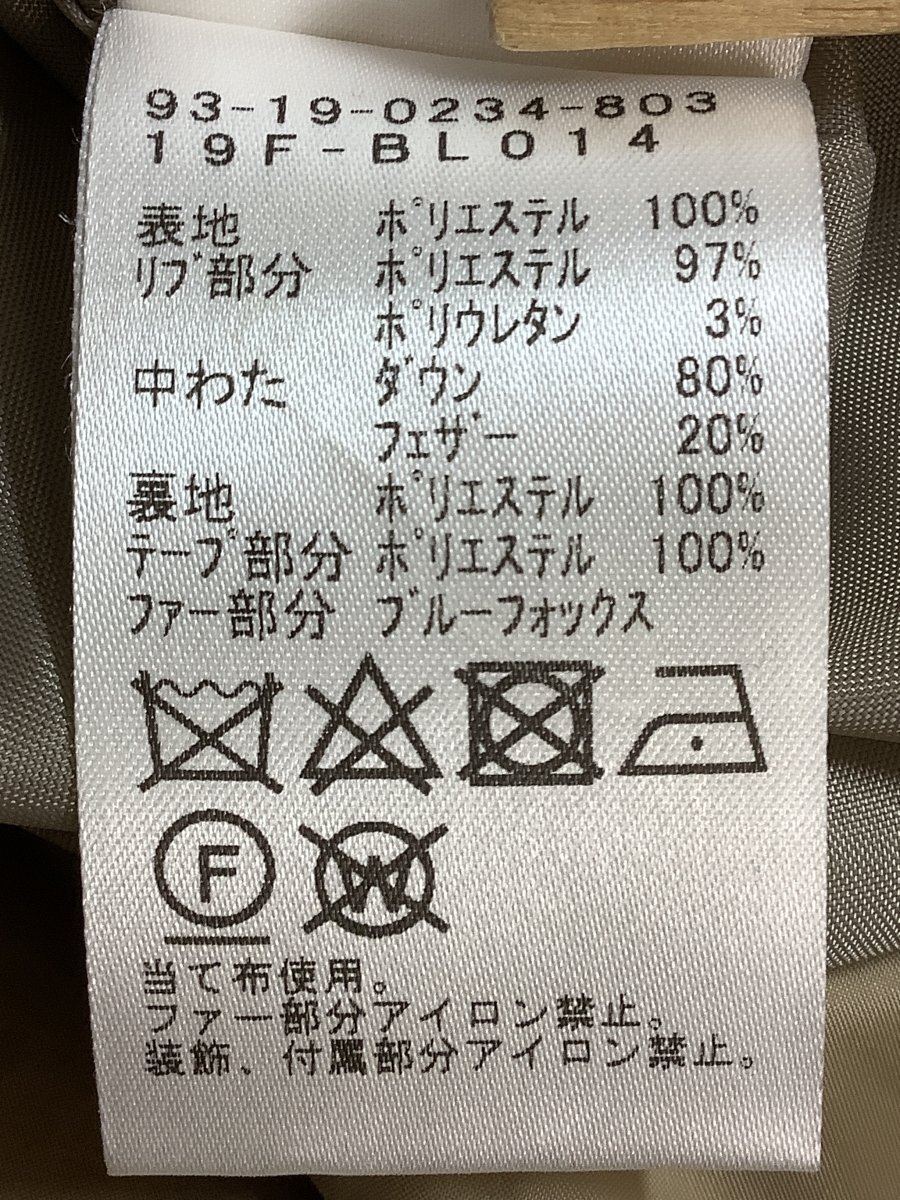 93-19-0234-803
19F-BL014
表地 ポリエステル 100%
リブ部分 ポリエステル 97%
ポリウレタン 3%
中わた ダウン 80%
フェザー 20%
裏地 ポリエステル 100%
テープ部分 ポリエステル 100%
ファー部分 ブルーフォックス
F W
当て布使用。
ファー部分アイロン禁止。
装飾、付属部分アイロン禁止。